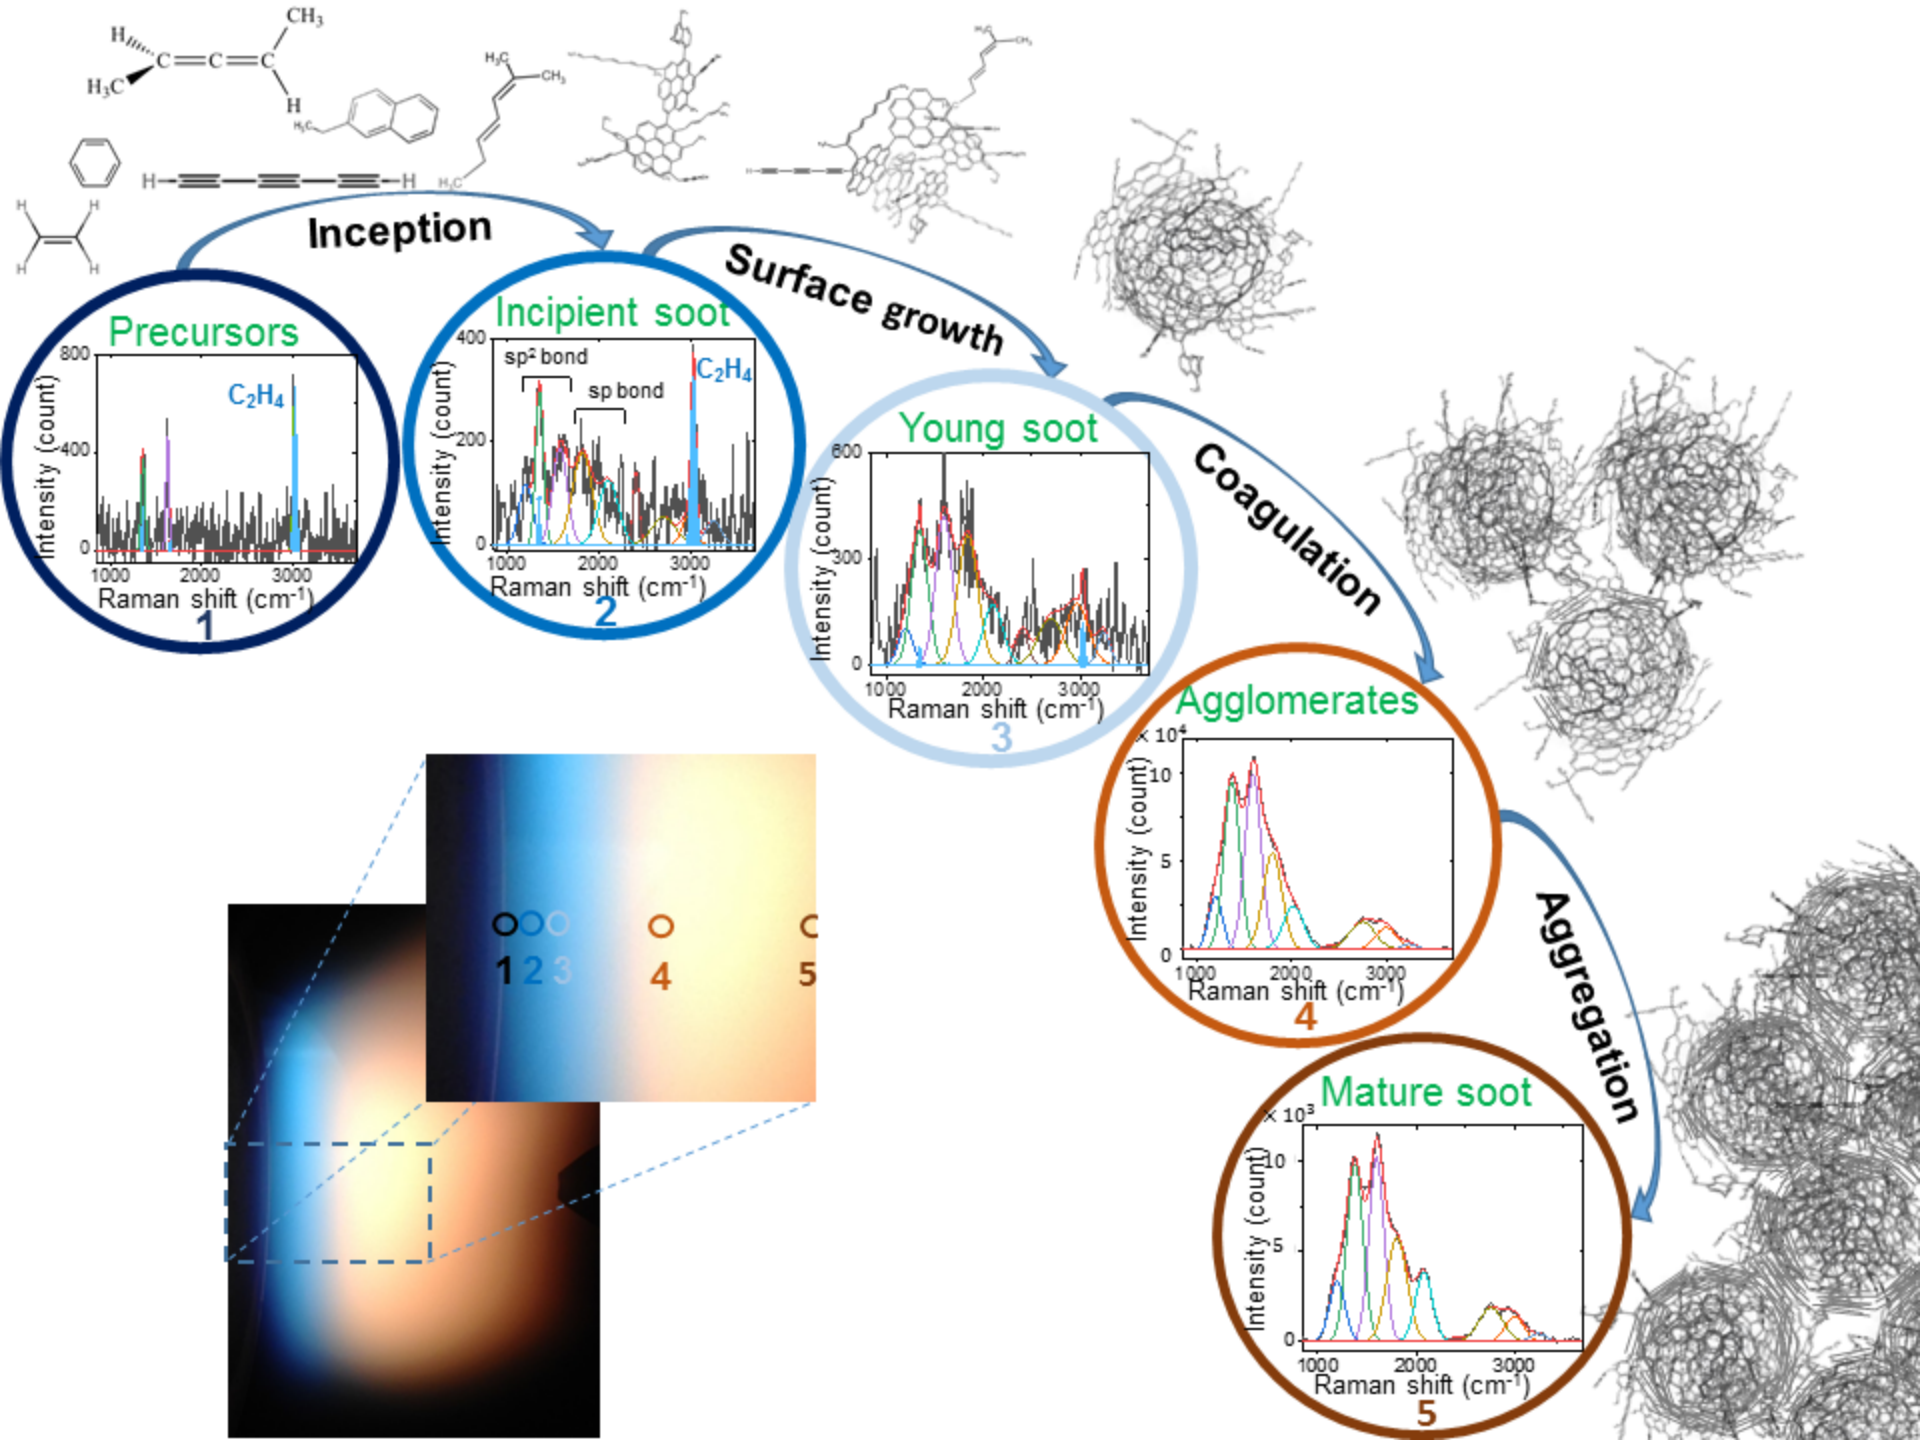 CH₃
H
C
C
C
H₃C
H
H₃C
CH₃
H₃C
H₃C
CH₃
H
H
H₃C
H
H
H
H
H
Inception
Surface growth
Coagulation
Aggregation
Precursors
800
400
0
C₂H₄
Intensity (count)
1000 2000 3000
Raman shift (cm⁻¹)
1
Incipient soot
400
200
0
sp² bond
sp bond
C₂H₄
Intensity (count)
1000 2000 3000
Raman shift (cm⁻¹)
2
Young soot
600
300
0
Intensity (count)
1000 2000 3000
Raman shift (cm⁻¹)
3
Agglomerates
× 10⁴
10
5
0
Intensity (count)
1000 2000 3000
Raman shift (cm⁻¹)
4
Mature soot
× 10³
10
5
0
Intensity (count)
1000 2000 3000
Raman shift (cm⁻¹)
5
1 2 3 4 5